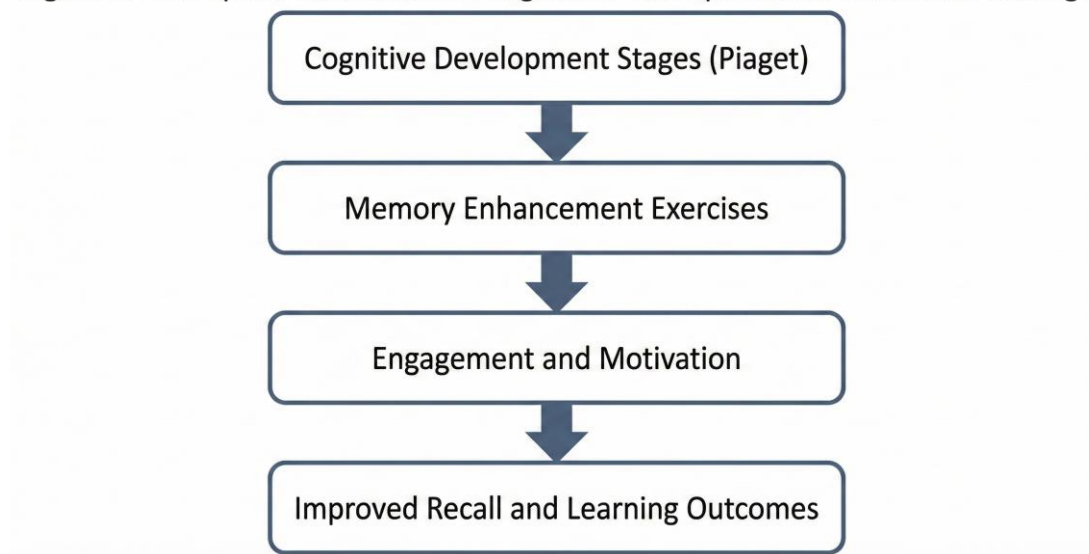 Cognitive Development Stages (Piaget)
Memory Enhancement Exercises
Engagement and Motivation
Improved Recall and Learning Outcomes